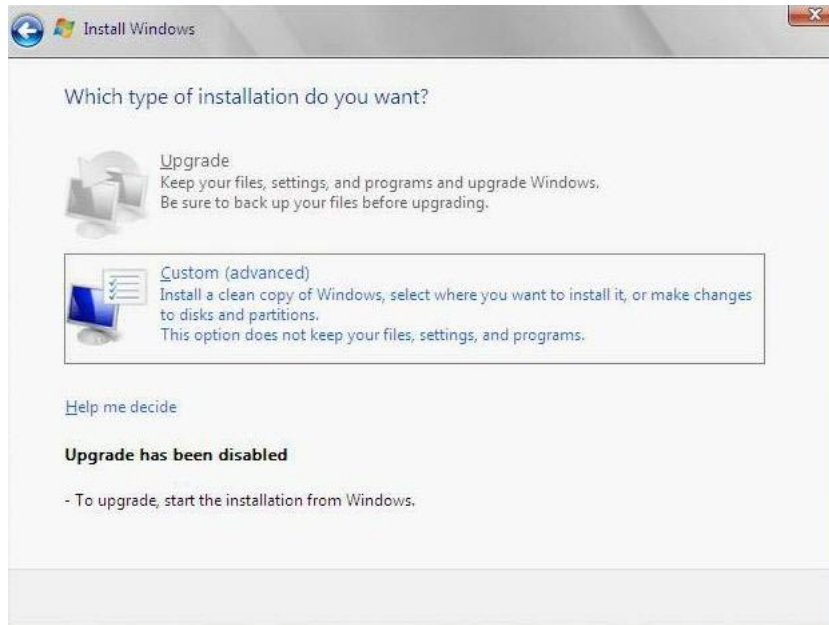 Install Windows
Which type of installation do you want?
Upgrade
Keep your files, settings, and programs and upgrade Windows.
Be sure to back up your files before upgrading.
Custom (advanced)
Install a clean copy of Windows, select where you want to install it, or make changes
to disks and partitions.
This option does not keep your files, settings, and programs.
Help me decide
Upgrade has been disabled
- To upgrade, start the installation from Windows.